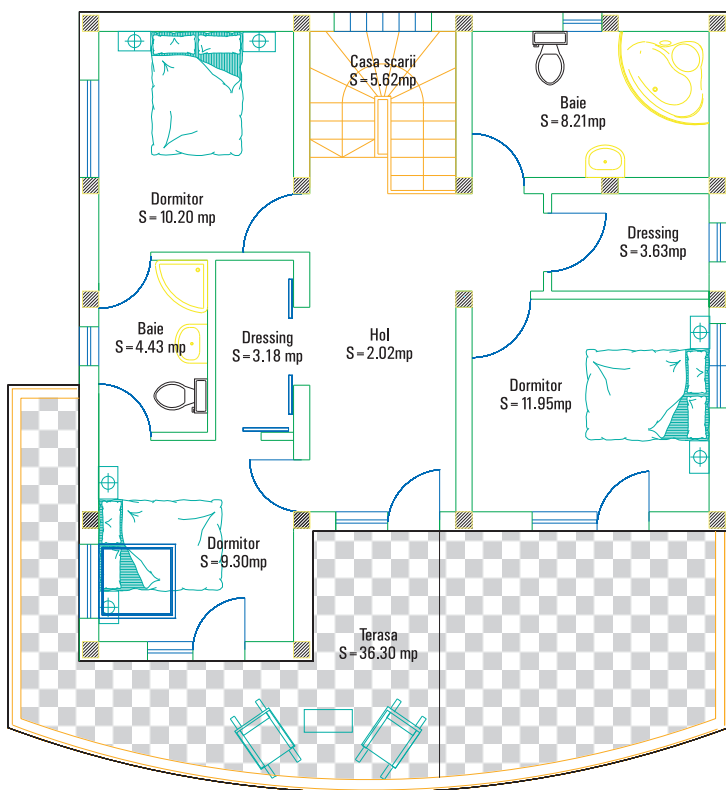 Casa scarii
S=5.62mp
Baie
S=8.21mp
Dormitor
S=10.20 mp
Dressing
S=3.63mp
Baie
S=4.43 mp
Dressing
S=3.18 mp
Hol
S=2.02mp
Dormitor
S=11.95mp
Dormitor
S=9.30mp
Terasa
S=36.30 mp